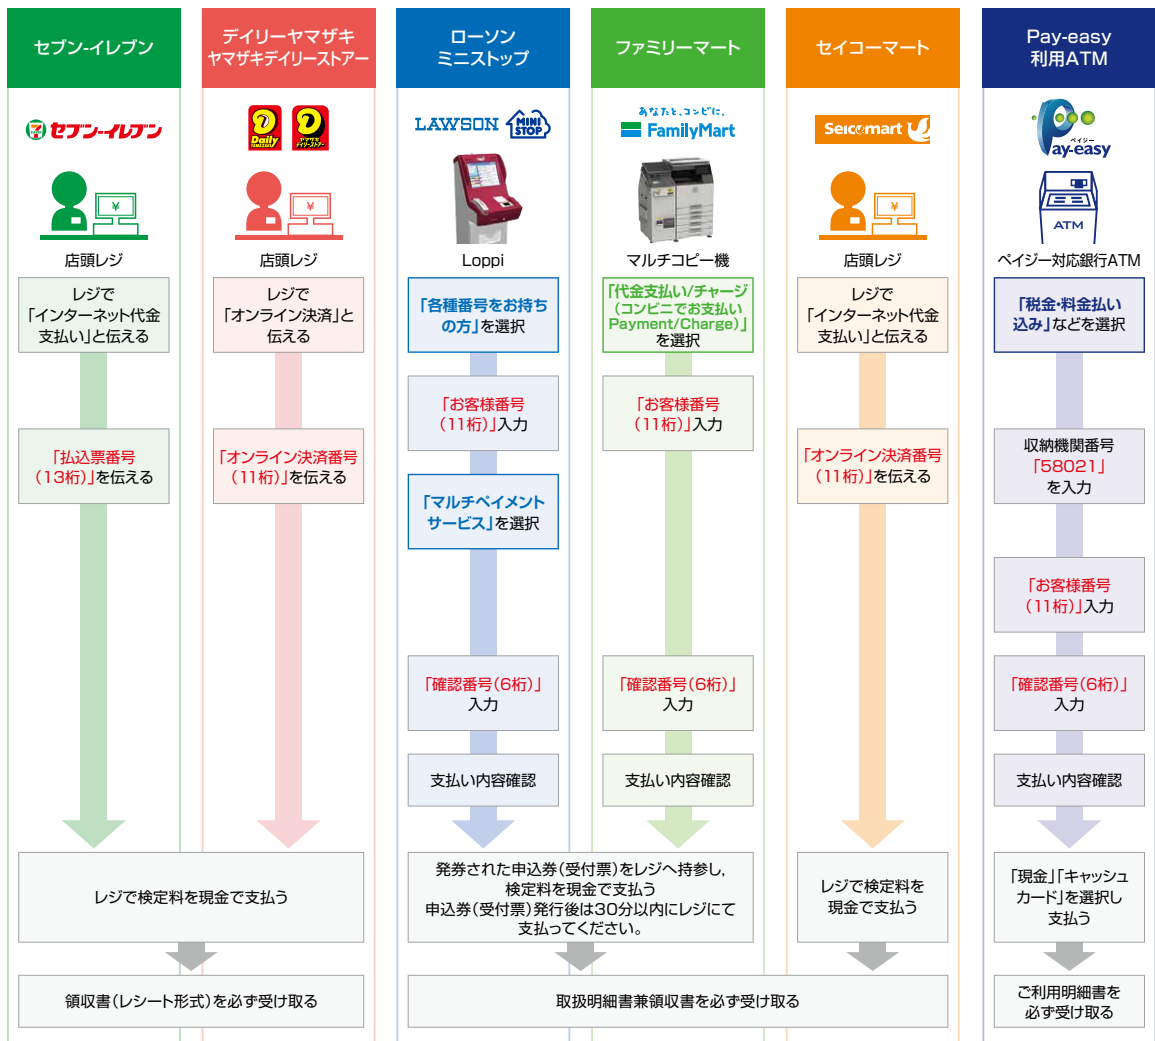 セブン-イレブン
デイリーヤマザキ
ヤマザキデイリーストアー
ローソン
ミニストップ
ファミリーマート
セイコーマート
Pay-easy
利用ATM
セブン-イレブン
Daily
YAMAZAKI
ヤマザキ
デイリーストアー
LAWSON
MINI
STOP
あなたと、コンビに、
FamilyMart
Seicomart
ペイジー
Pay-easy
¥
¥
¥
ATM
店頭レジ
店頭レジ
Loppi
マルチコピー機
店頭レジ
ペイジー対応銀行ATM
レジで
「インターネット代金
支払い」と伝える
レジで
「オンライン決済」と
伝える
「各種番号をお持ち
の方」を選択
「代金支払い/チャージ
(コンビニでお支払い
Payment/Charge)」
を選択
レジで
「インターネット代金
支払い」と伝える
「税金・料金払い
込み」などを選択
「お客様番号
(11桁)」入力
「お客様番号
(11桁)」入力
「払込票番号
(13桁)」を伝える
「オンライン決済番号
(11桁)」を伝える
「オンライン決済番号
(11桁)」を伝える
収納機関番号
「58021」
を入力
「マルチペイメント
サービス」を選択
「お客様番号
(11桁)」入力
「確認番号(6桁)」
入力
「確認番号(6桁)」
入力
「確認番号(6桁)」
入力
支払い内容確認
支払い内容確認
支払い内容確認
レジで検定料を現金で支払う
発券された申込券(受付票)をレジへ持参し,
検定料を現金で支払う
申込券(受付票)発行後は30分以内にレジにて
支払ってください。
レジで検定料を
現金で支払う
「現金」「キャッシュ
カード」を選択し
支払う
領収書(レシート形式)を必ず受け取る
取扱明細書兼領収書を必ず受け取る
ご利用明細書を
必ず受け取る